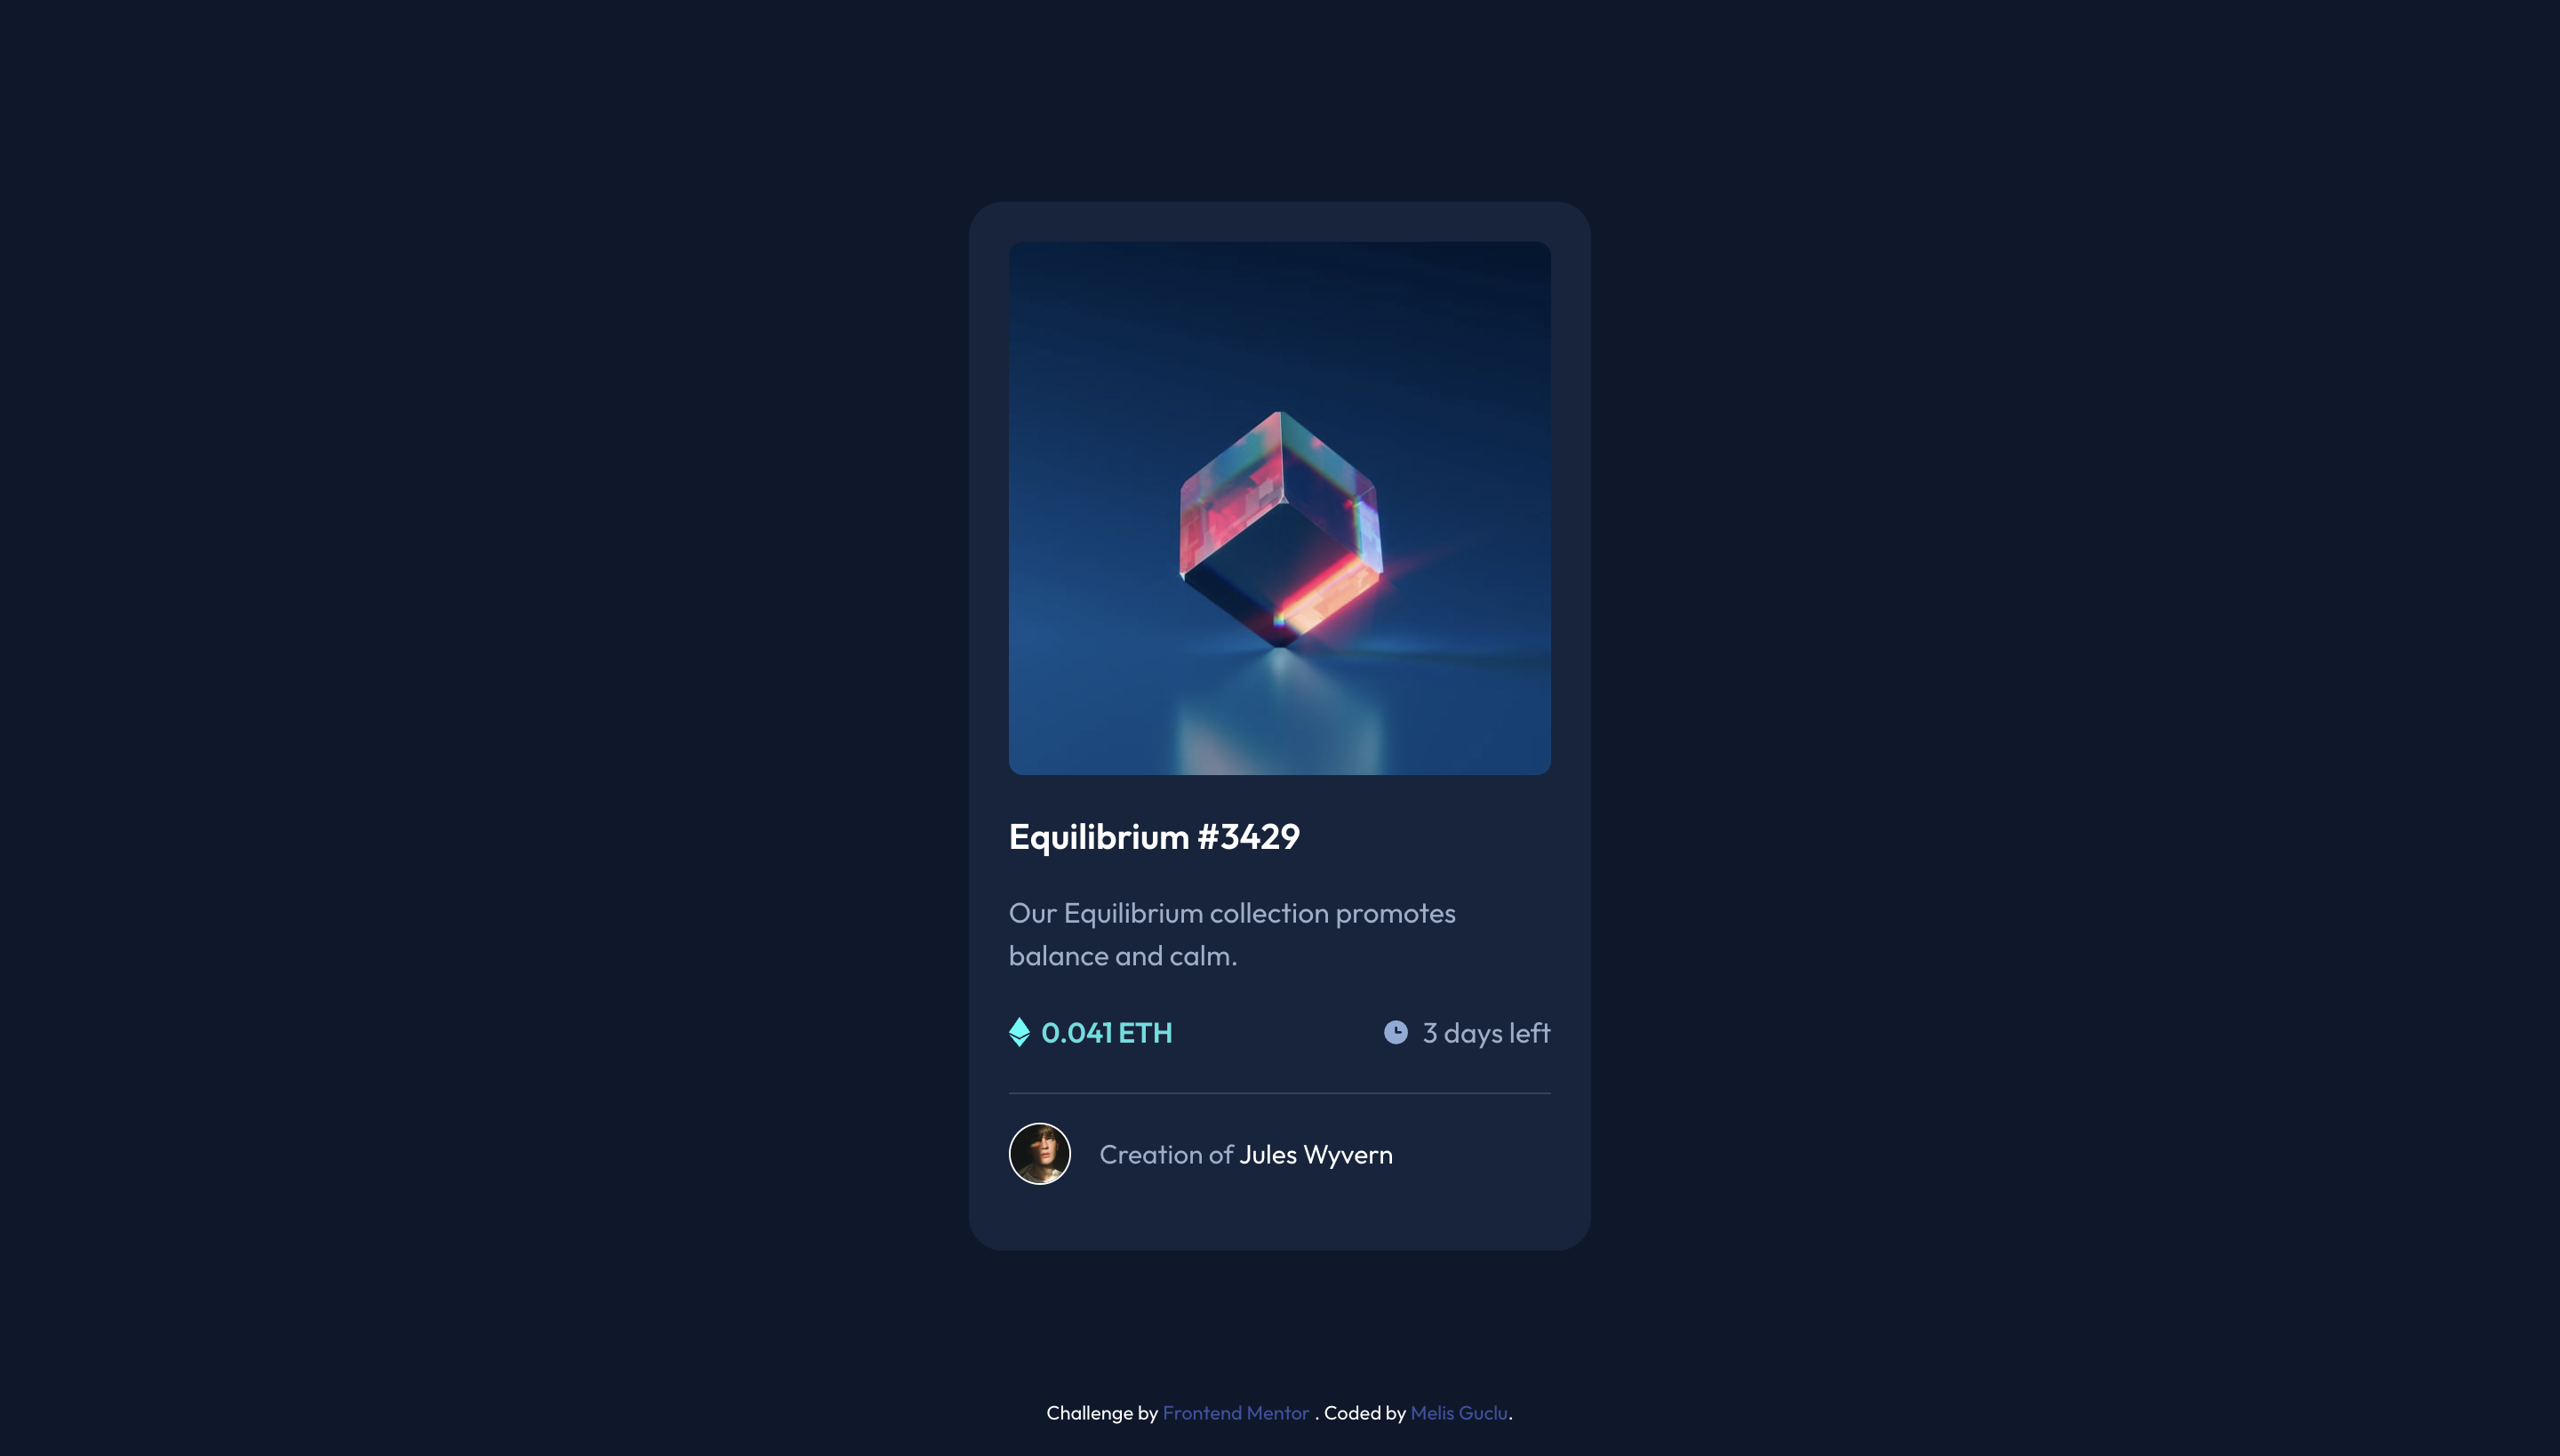 Equilibrium #3429
Our Equilibrium collection promotes
balance and calm.
0.041 ETH
3 days left
Creation of Jules Wyvern
Challenge by Frontend Mentor . Coded by Melis Guclu.